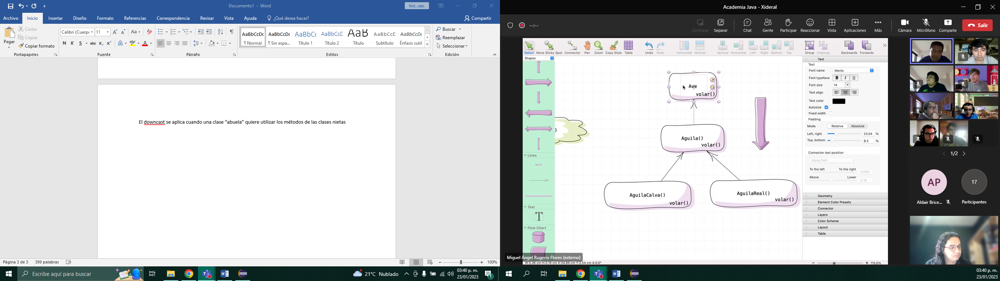 Documento1 - Word
Inic. ses.
Archivo
Inicio
Insertar
Diseño
Formato
Referencias
Correspondencia
Revisar
Vista
Ayuda
¿Qué desea hacer?
Compartir
Pegar
Cortar
Copiar
Copiar formato
Portapapeles
Calibri (Cuerpo
11
Fuente
Párrafo
AaBbCcDc
¶ Normal
AaBbCcDc
¶ Sin espa...
AaBbCc
Título 1
AaBbCcD
Título 2
AaB
Título
AaBbCcD
Subtítulo
AaBbCcDc
Énfasis sutil
Estilos
Buscar
Reemplazar
Seleccionar
Edición
El downcast se aplica cuando una clase “abuela” quiere utilizar los métodos de las clases nietas
Página 3 de 3
399 palabras
100%
Escribe aquí para buscar
21°C Nublado
03:40 p. m.
23/01/2023
1
Academia Java - Xideral
--:--
Controlar
Separar
Chat
Gente
Participar
Reaccionar
Vista
Aplicaciones
Más
Cámara
Micrófono
Comparte
Salir
Select
Move Sticky Spot
Connector
Pan
Zoom
Copy Style
Table
Undo
Redo
Horizontal
Vertical
Vertical
Horizontal
Left
Right
Bottom
Top
Group
Ungroup
Backwards
Forwards
Shapes
Lines
Text
T
Flow Chart
Ave
volar()
Aguila()
volar()
AguilaCalva()
volar()
AguilaReal()
volar()
)
Text
Text
Font name
Menlo
Font typeface
B I U
Font size
14
Text align
Text color
Autosize
Fixed width
Padding
Mode
Relative
Absolute
Left, right
23.04 %
Top, bottom
8.3 %
Connector text position
Along Path
To the left
To the right
-5,000
Above
Lower
-2.18
Geometry
Element Color Presets
Connector
Layers
Color Scheme
Layout
Table
Miguel Ángel Rugerio Flores (externo)
W:5.36 cm H:3.19 cm X:34.89 cm Y:2.54 cm A:0.0°
115.0%
1/2
AP
Aldair Brice...
17
Participantes
03:40 p. m.
23/01/2023